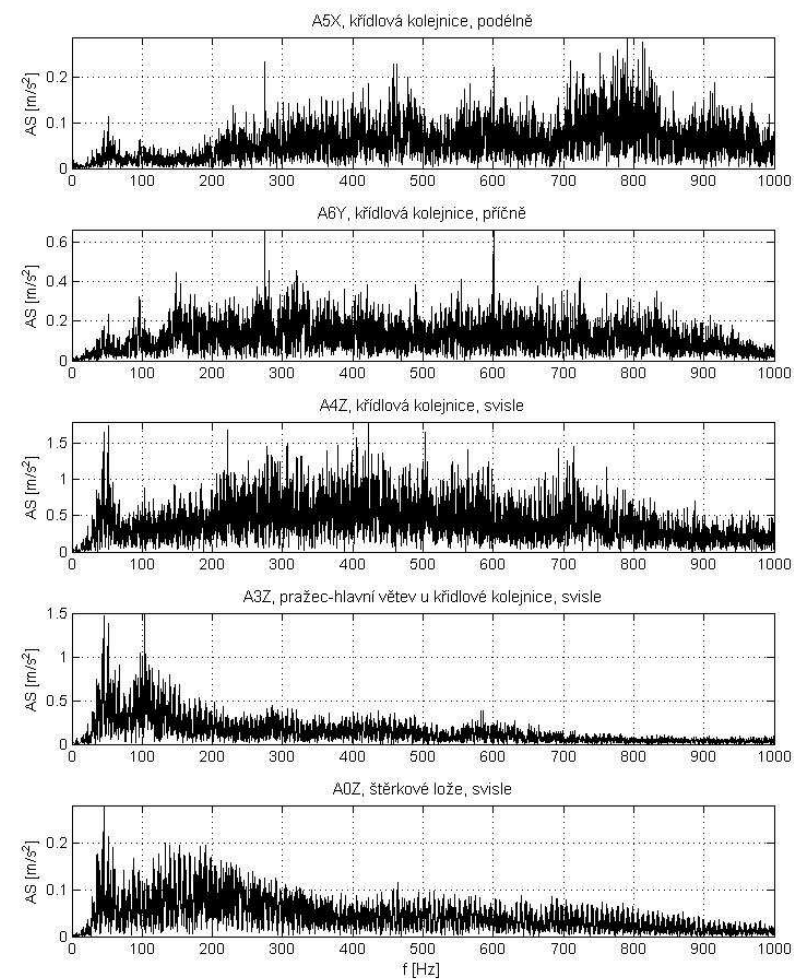 A5X, křídlová kolejnice, podélně
AS [m/s²]
0.2
0.1
0
0 100 200 300 400 500 600 700 800 900 1000
A6Y, křídlová kolejnice, příčně
AS [m/s²]
0.6
0.4
0.2
0
0 100 200 300 400 500 600 700 800 900 1000
A4Z, křídlová kolejnice, svisle
AS [m/s²]
1.5
1
0.5
0
0 100 200 300 400 500 600 700 800 900 1000
A3Z, pražec-hlavní větev u křídlové kolejnice, svisle
AS [m/s²]
1.5
1
0.5
0
0 100 200 300 400 500 600 700 800 900 1000
A0Z, štěrkové lože, svisle
AS [m/s²]
0.2
0.1
0
0 100 200 300 400 500 600 700 800 900 1000
f [Hz]